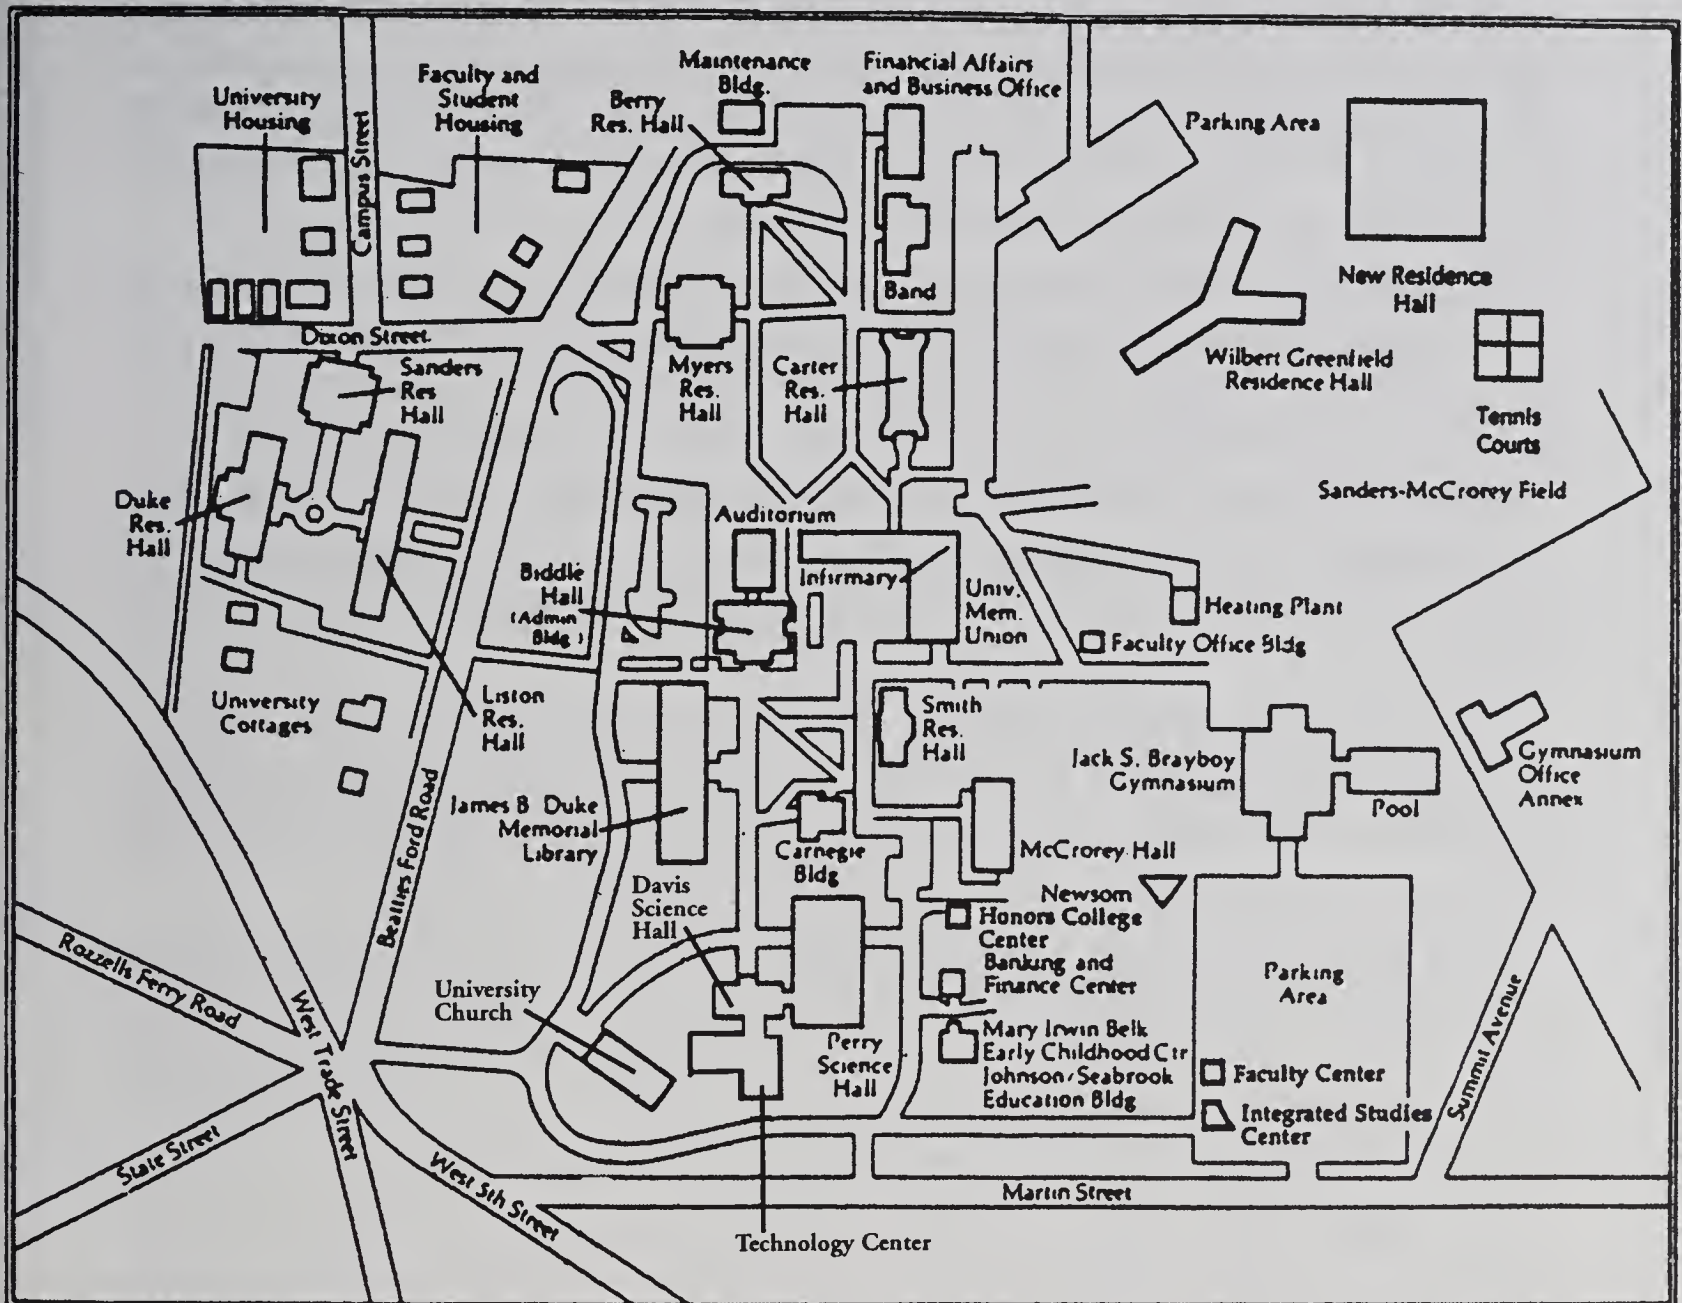 Maintenance
Bldg.
Financial Affairs
and Business Office
Faculty and
Student
Housing
University
Housing
Berry
Res. Hall
Parking Area
Campus Street
New Residence
Hall
Band
Dixon Street
Sanders
Res
Hall
Myers
Res.
Hall
Carter
Res.
Hall
Wilbert Greenfield
Residence Hall
Tennis
Courts
Sanders-McCrorey Field
Duke
Res.
Hall
Auditorium
Biddle
Hall
(Admin
Bldg)
Infirmary
Univ.
Mem.
Union
Heating Plant
Faculty Office Bldg
University
Cottages
Liston
Res.
Hall
Smith
Res.
Hall
Jack S. Brayboy
Gymnasium
Pool
Gymnasium
Office
Annex
James B. Duke
Memorial
Library
Beatties Ford Road
Carnegie
Bldg
McCrorey Hall
Newsom
Davis
Science
Hall
Honors College
Center
Banking and
Finance Center
Parking
Area
Rozzells Ferry Road
University
Church
West Trade Street
Perry
Science
Hall
Mary Irwin Belk
Early Childhood Ctr
Johnson/Seabrook
Education Bldg
Faculty Center
Integrated Studies
Center
Summit Avenue
State Street
West 5th Street
Martin Street
Technology Center